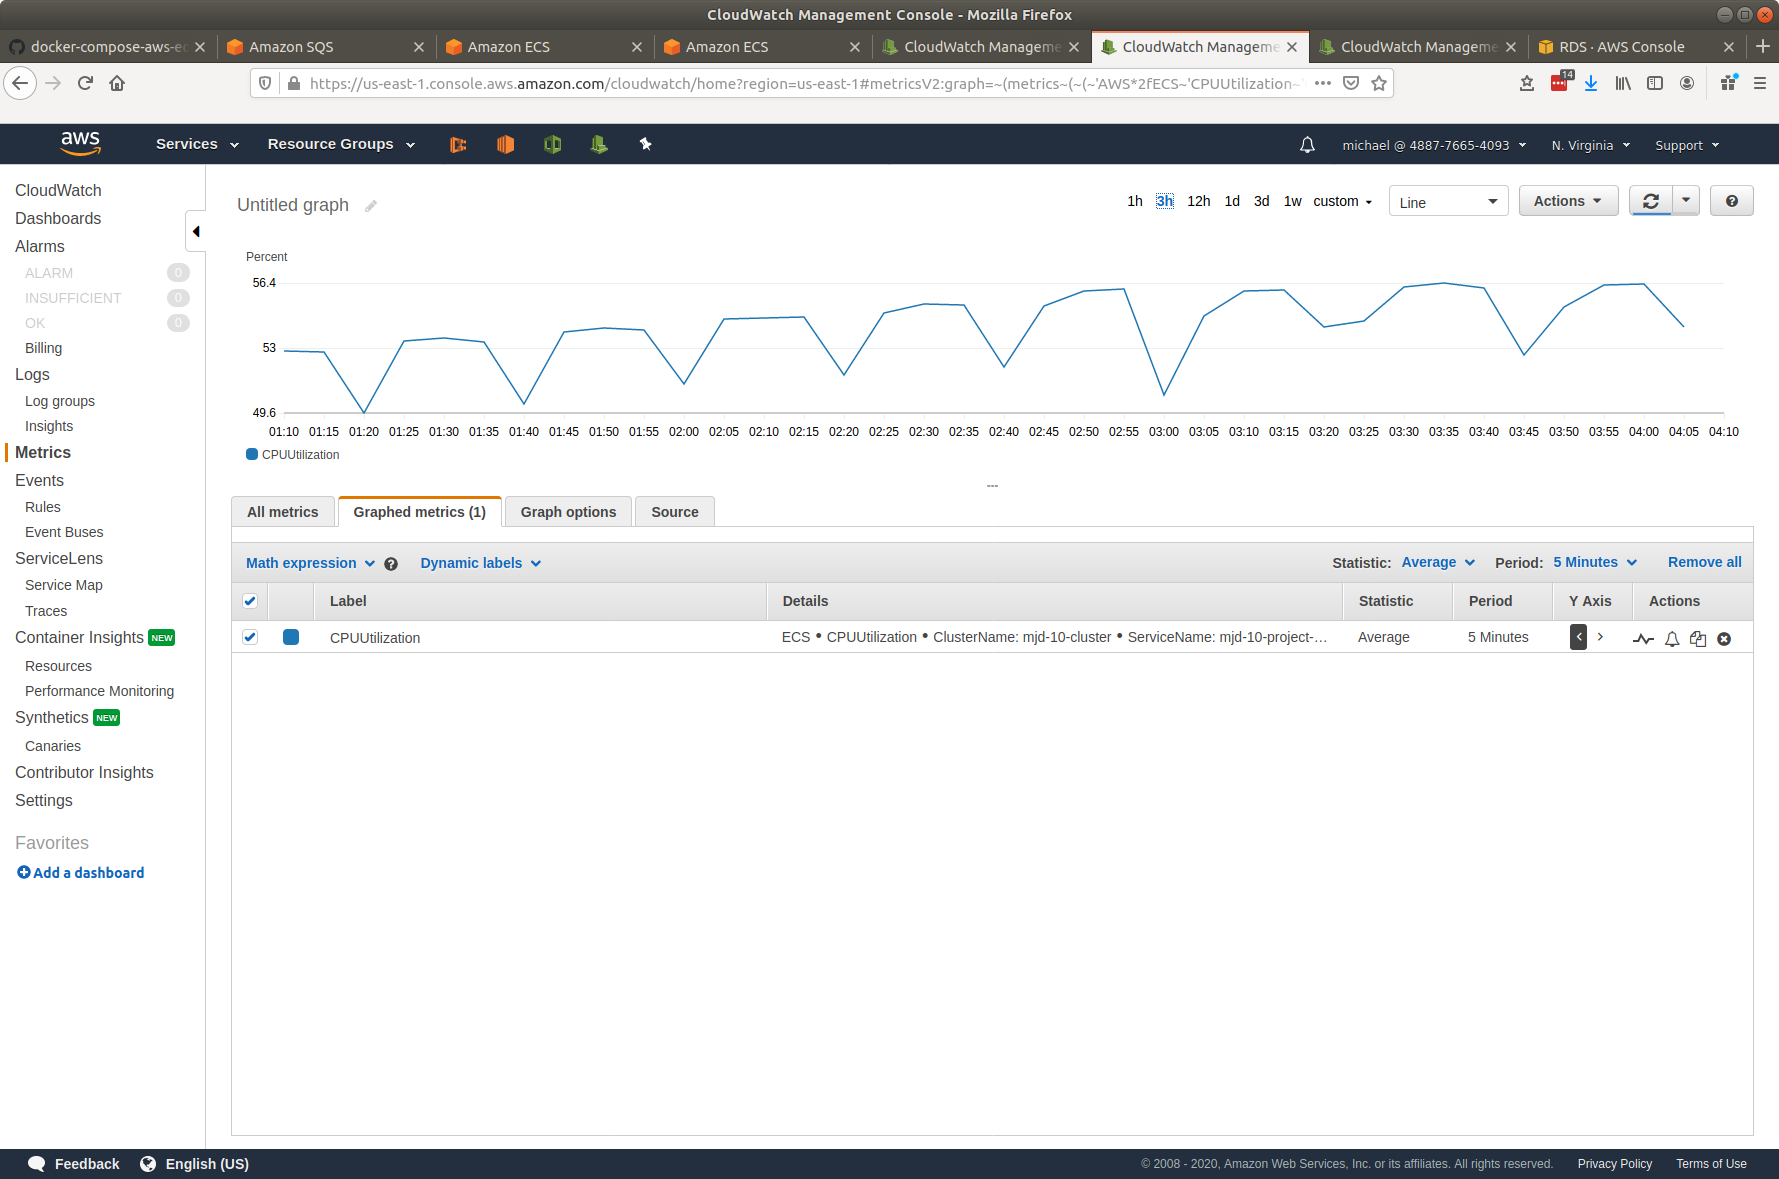 CloudWatch Management Console - Mozilla Firefox
docker-compose-aws-ec
Amazon SQS
Amazon ECS
Amazon ECS
CloudWatch Manageme
CloudWatch Manageme
CloudWatch Manageme
RDS · AWS Console
https://us-east-1.console.aws.amazon.com/cloudwatch/home?region=us-east-1#metricsV2:graph=~(metrics~(~(~'AWS*2fECS~'CPUUtilization~'
14
aws
Services
Resource Groups
michael @ 4887-7665-4093
N. Virginia
Support
CloudWatch
Dashboards
Alarms
ALARM 0
INSUFFICIENT 0
OK 0
Billing
Logs
Log groups
Insights
Metrics
Events
Rules
Event Buses
ServiceLens
Service Map
Traces
Container Insights NEW
Resources
Performance Monitoring
Synthetics NEW
Canaries
Contributor Insights
Settings
Favorites
Add a dashboard
Untitled graph
1h 3h 12h 1d 3d 1w custom
Line
Actions
Percent
56.4
53
49.6
01:10 01:15 01:20 01:25 01:30 01:35 01:40 01:45 01:50 01:55 02:00 02:05 02:10 02:15 02:20 02:25 02:30 02:35 02:40 02:45 02:50 02:55 03:00 03:05 03:10 03:15 03:20 03:25 03:30 03:35 03:40 03:45 03:50 03:55 04:00 04:05 04:10
CPUUtilization
All metrics
Graphed metrics (1)
Graph options
Source
Math expression
Dynamic labels
Statistic: Average
Period: 5 Minutes
Remove all
Label Details Statistic Period Y Axis Actions
CPUUtilization ECS • CPUUtilization • ClusterName: mjd-10-cluster • ServiceName: mjd-10-project-... Average 5 Minutes
Feedback
English (US)
© 2008 - 2020, Amazon Web Services, Inc. or its affiliates. All rights reserved.
Privacy Policy
Terms of Use